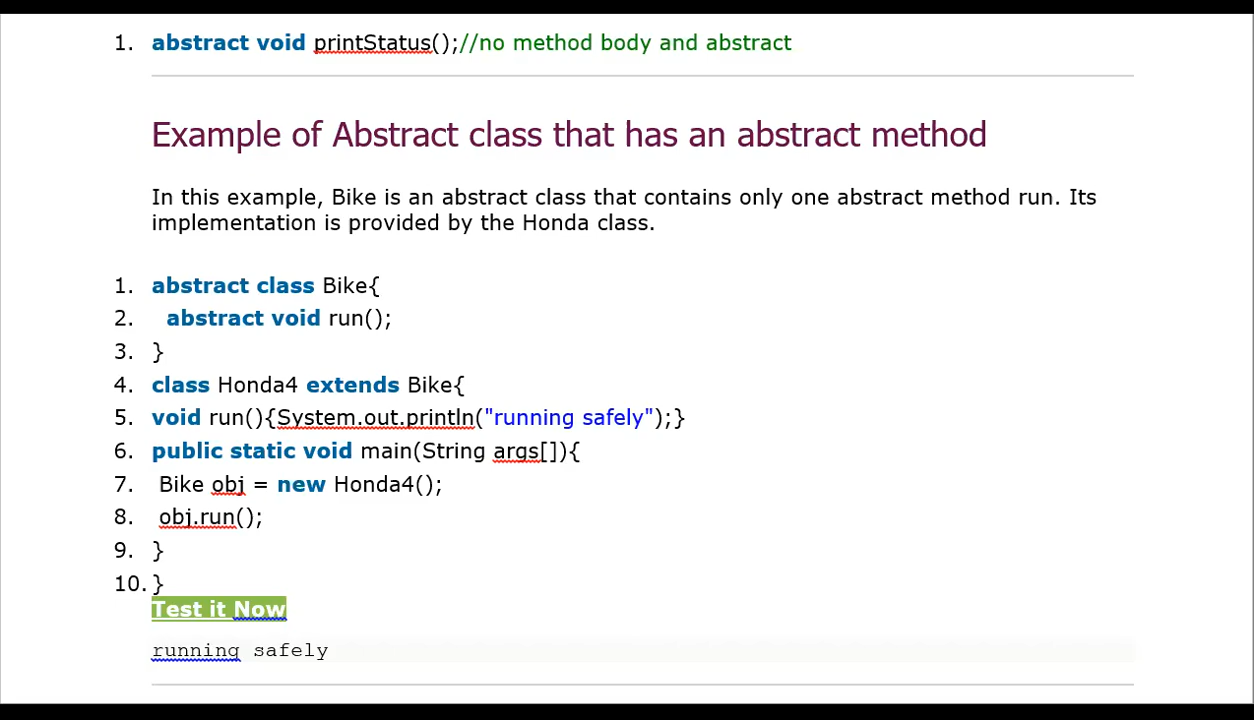 1. abstract void printStatus();//no method body and abstract
Example of Abstract class that has an abstract method
In this example, Bike is an abstract class that contains only one abstract method run. Its
implementation is provided by the Honda class.
1. abstract class Bike{
2. abstract void run();
3. }
4. class Honda4 extends Bike{
5. void run(){System.out.println("running safely");}
6. public static void main(String args[]){
7. Bike obj = new Honda4();
8. obj.run();
9. }
10. }
Test it Now
running safely